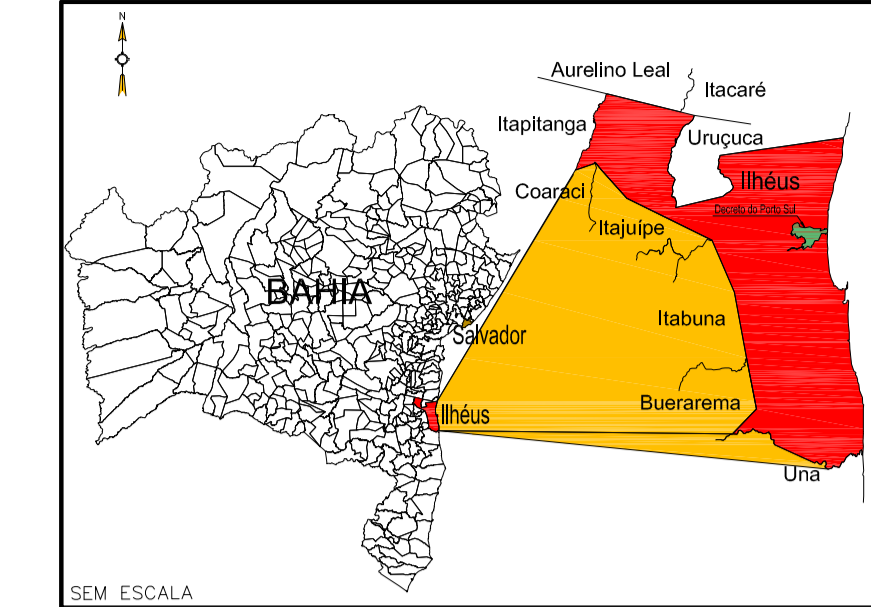 N
Aurelino Leal
Itacaré
Itapitanga
Uruçuca
Ilhéus
Coaraci
Decreto do Porto Sul
Itajuípe
BAHIA
Itabuna
Salvador
Buerarema
Ilhéus
Una
SEM ESCALA